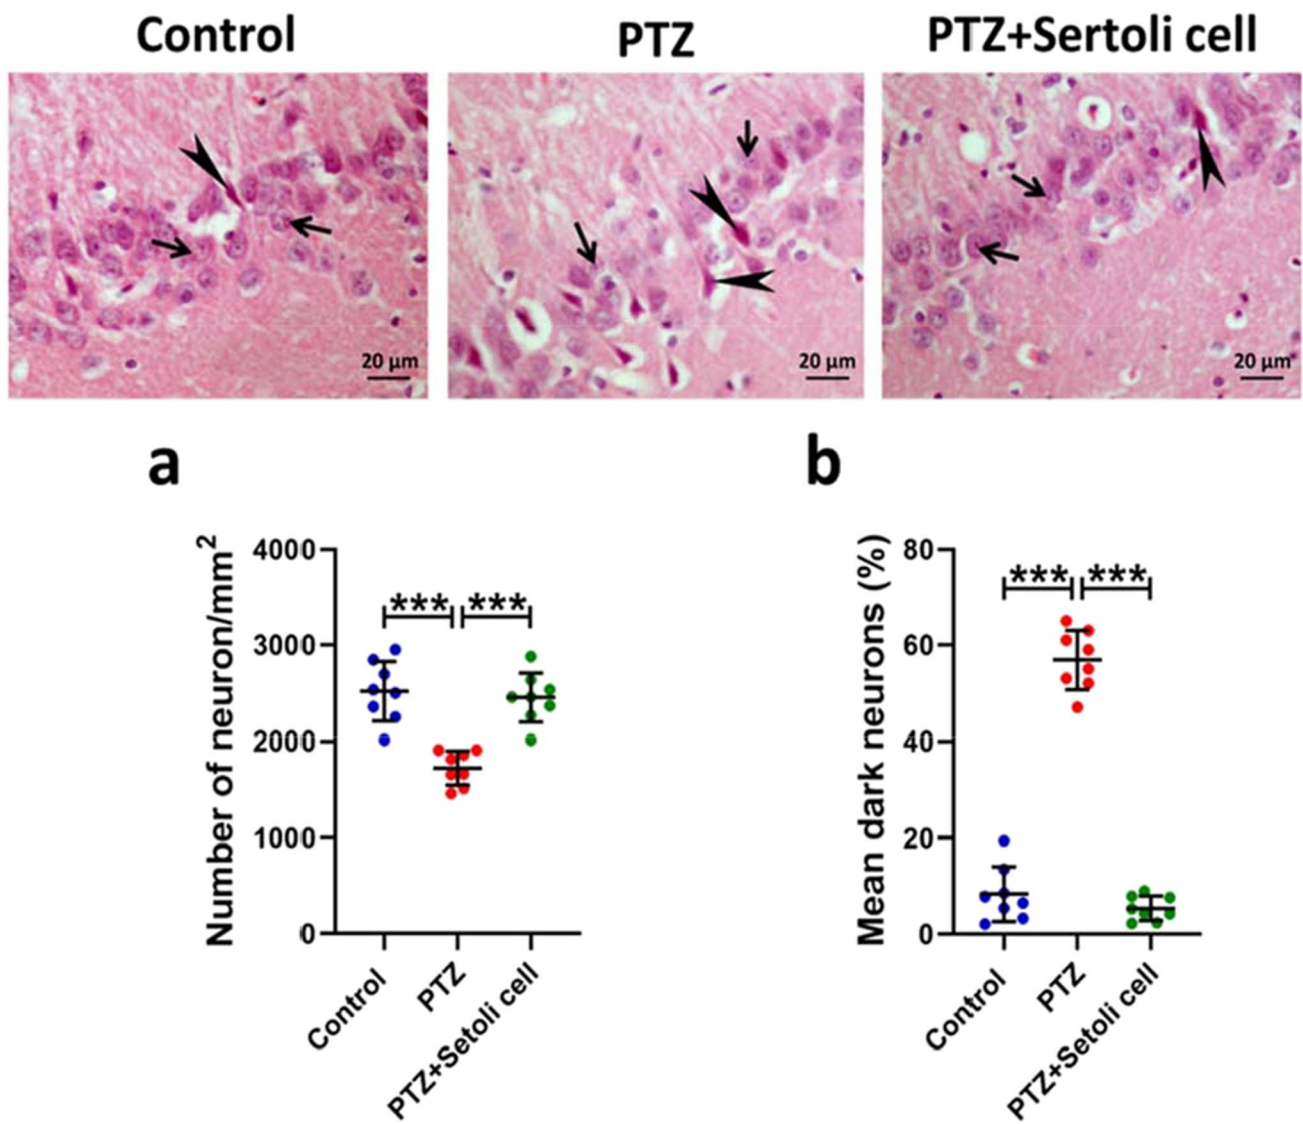 Control
PTZ
PTZ+Sertoli cell
20 µm
20 µm
20 µm
a
b
Number of neuron/mm²
4000
3000
2000
1000
0
*** ***
Control
PTZ
PTZ+Setoli cell
Mean dark neurons (%)
80
60
40
20
0
*** ***
Control
PTZ
PTZ+Setoli cell